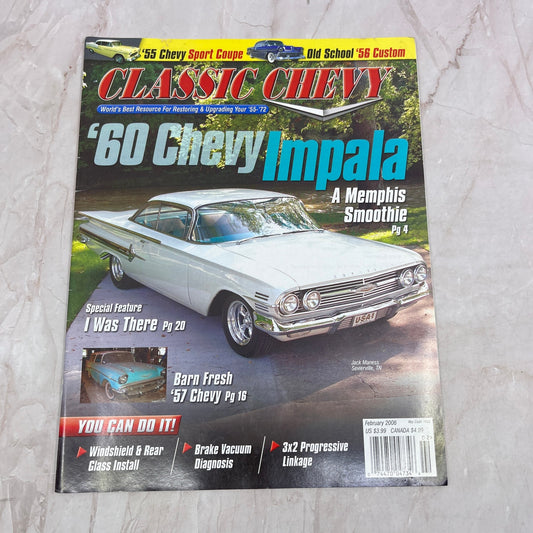 '55 Chevy Sport Coupe
Old School '56 Custom
CLASSIC CHEVY
World's Best Resource For Restoring & Upgrading Your '55-'72
'60 Chevy Impala
A Memphis
Smoothie
Pg 4
Special Feature
I Was There Pg 20
Jack Maness
Sevierville, TN
Barn Fresh
'57 Chevy Pg 16
YOU CAN DO IT!
Windshield & Rear
Glass Install
Brake Vacuum
Diagnosis
3x2 Progressive
Linkage
February 2006
US $3.99 CANADA $4.99